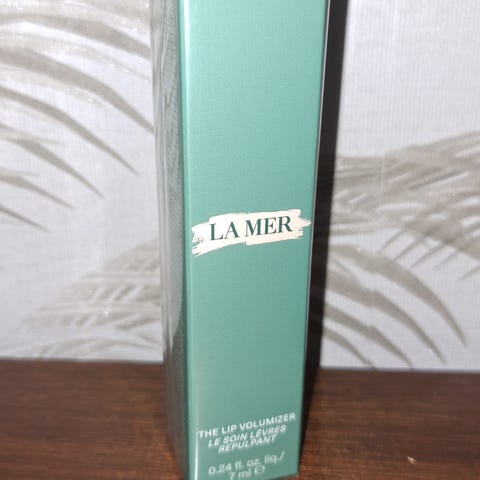 LA MER
THE LIP VOLUMIZER
LE SOIN LÈVRES
REPULPANT
0.24 fl. oz. liq./
7 ml ℮